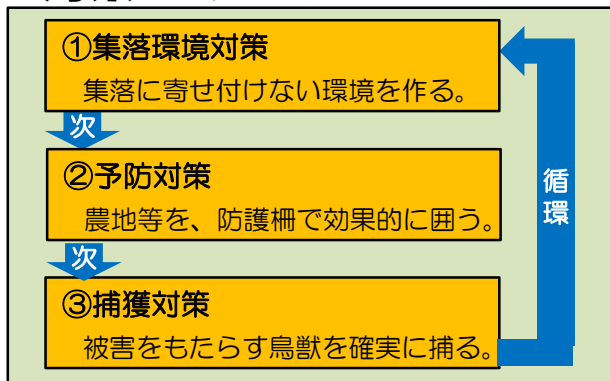 ①集落環境対策
集落に寄せ付けない環境を作る。
次
②予防対策
農地等を、防護柵で効果的に囲う。
次
③捕獲対策
被害をもたらす鳥獣を確実に捕る。
循環